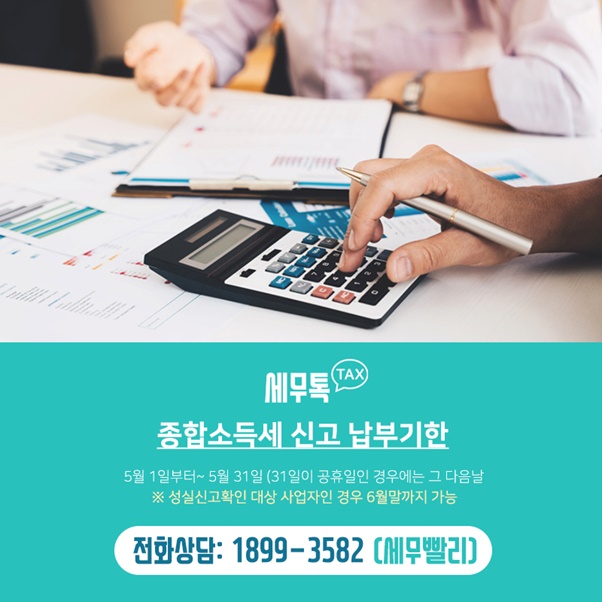 세무톡 TAX
종합소득세 신고 납부기한
5월 1일부터~ 5월 31일 (31일이 공휴일인 경우에는 그 다음날
※ 성실신고확인 대상 사업자인 경우 6월말까지 가능
전화상담: 1899-3582 (세무빨리)